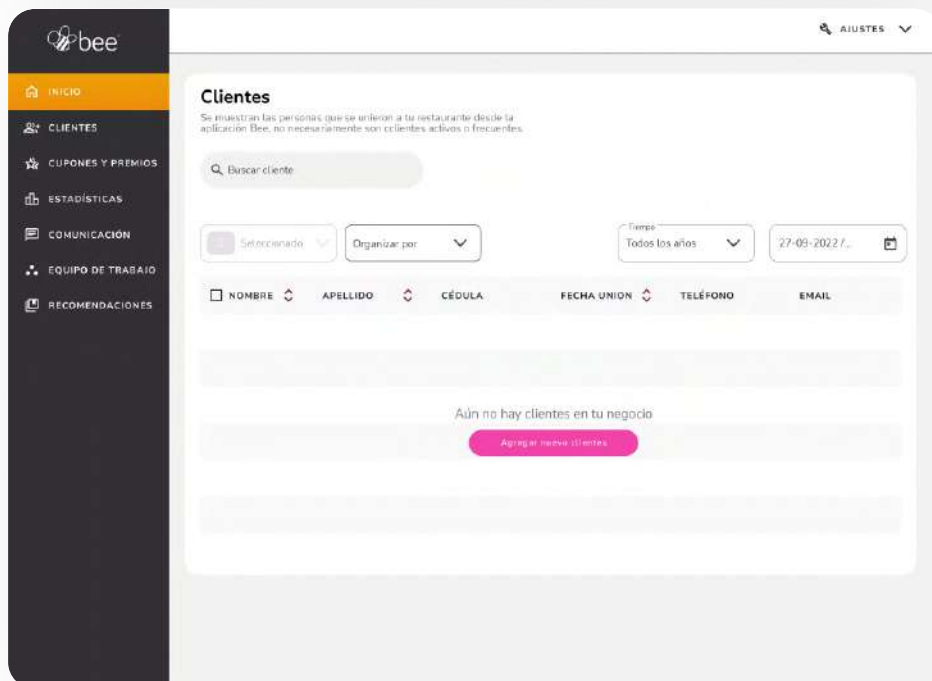 bee
AJUSTES
INICIO
CLIENTES
CUPONES Y PREMIOS
ESTADÍSTICAS
COMUNICACIÓN
EQUIPO DE TRABAJO
RECOMENDACIONES
Clientes
Se muestran las personas que se unieron a tu restaurante desde la
aplicación Bee, no necesariamente son cclientes activos o frecuentes.
Buscar cliente
Seleccionado
Organizar por
Tiempo
Todos los años
27-09-2022 /..
NOMBRE APELLIDO CÉDULA FECHA UNION TELÉFONO EMAIL
Aún no hay clientes en tu negocio
Agregar nuevo clientes